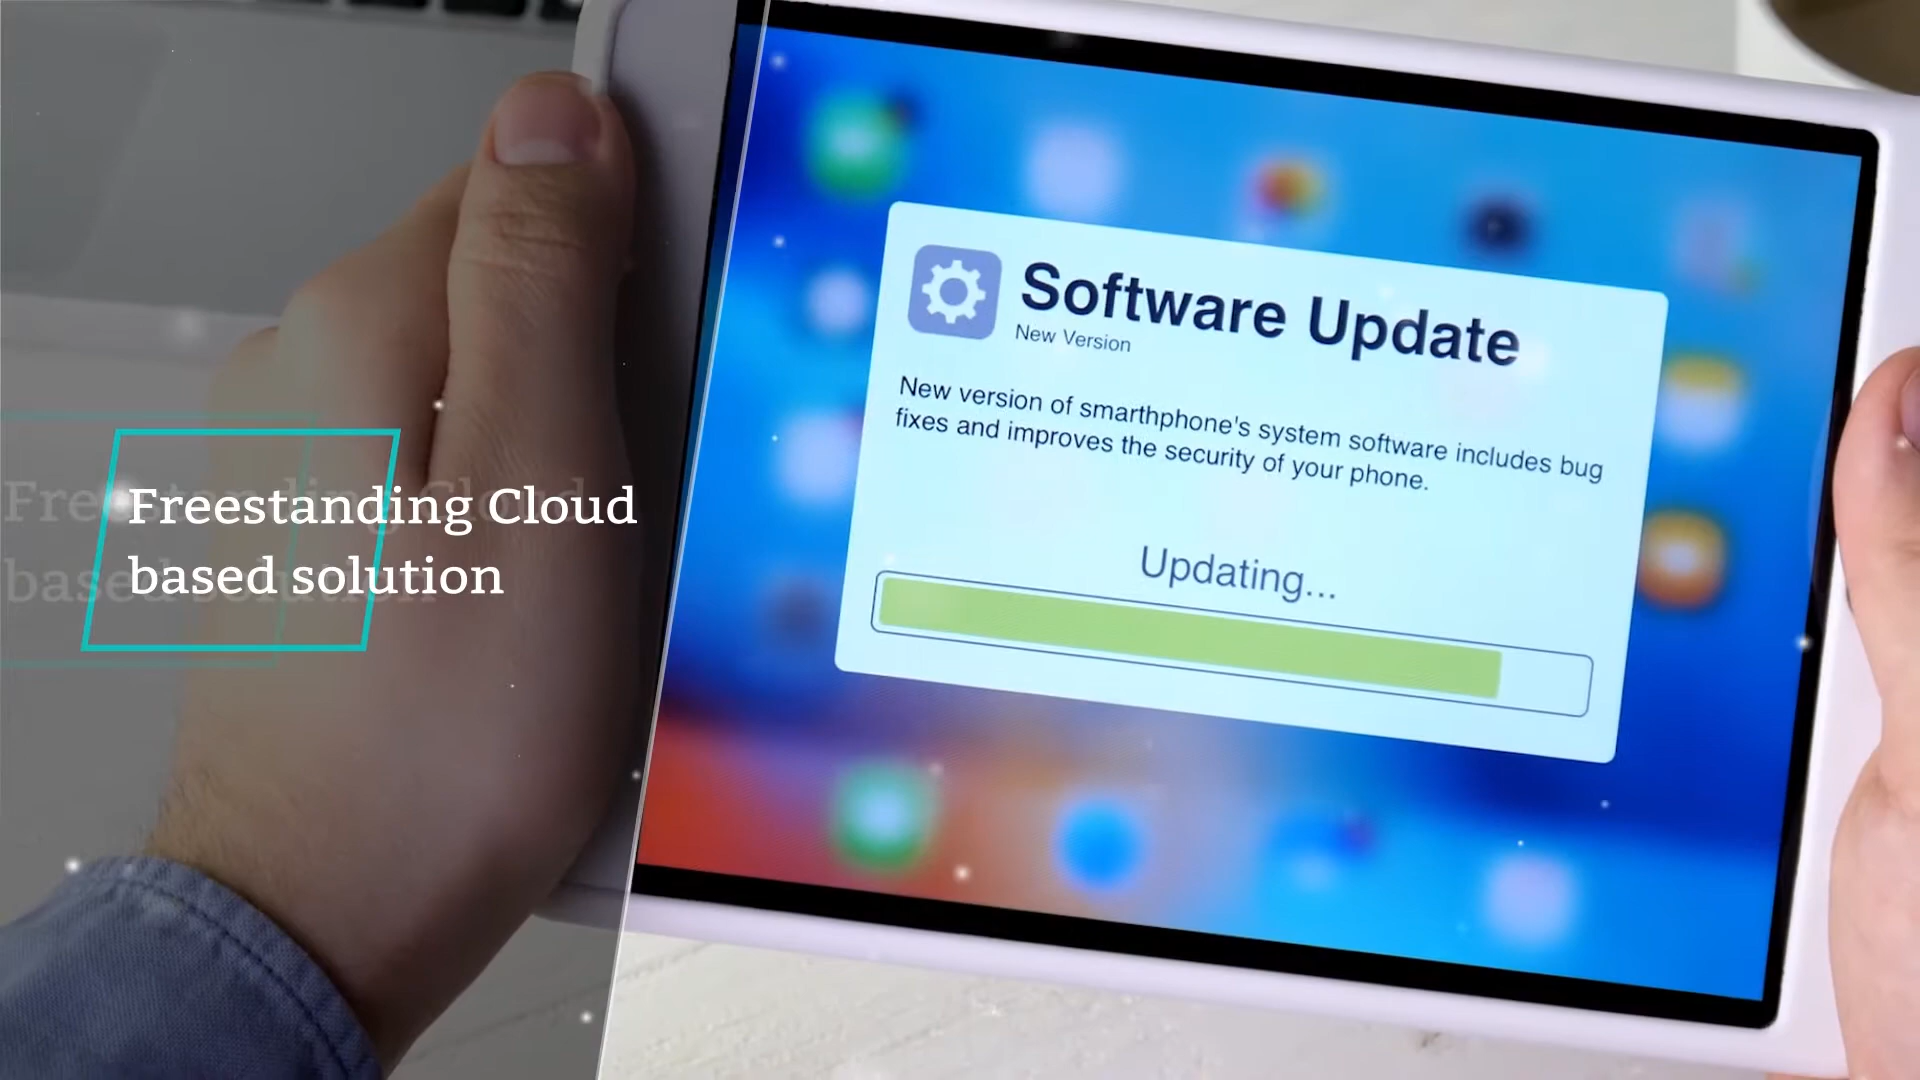 Freestanding Cloud
based solution
Software Update
New Version
New version of smarthphone's system software includes bug
fixes and improves the security of your phone.
Updating...